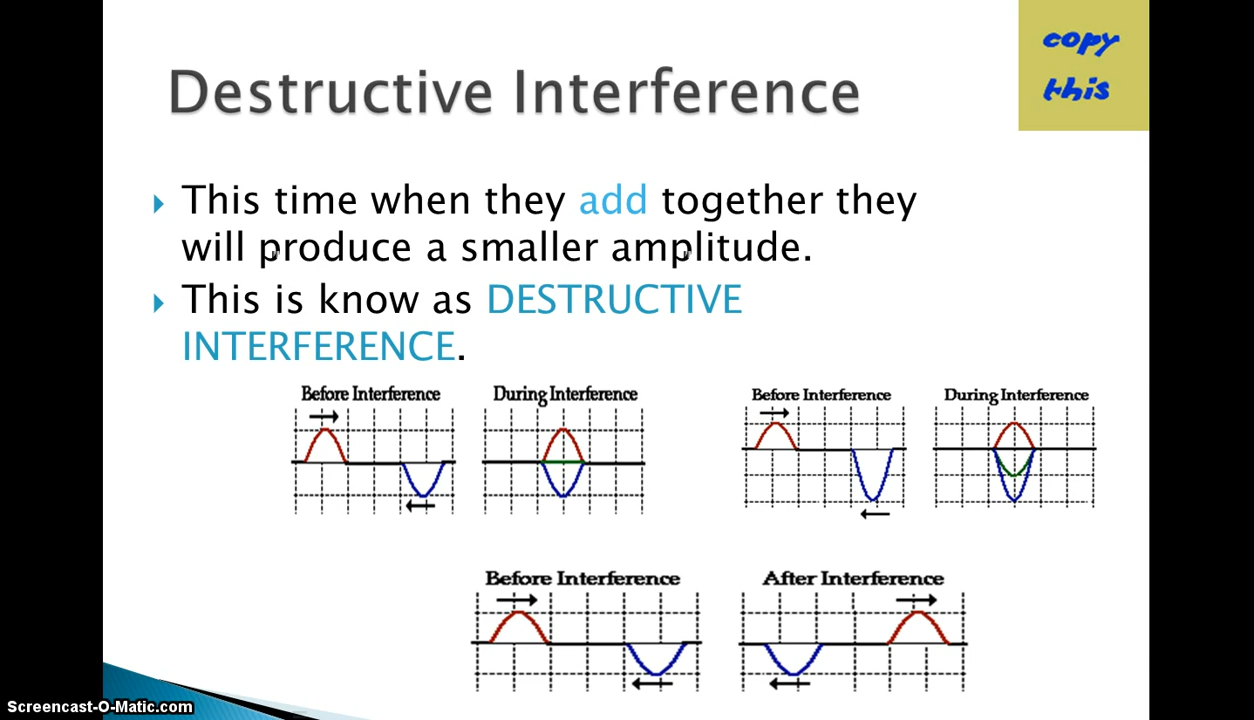 copy
this
Destructive Interference
This time when they add together they
will produce a smaller amplitude.
This is know as DESTRUCTIVE
INTERFERENCE.
Before Interference
During Interference
Before Interference
During Interference
Before Interference
After Interference
Screencast-O-Matic.com